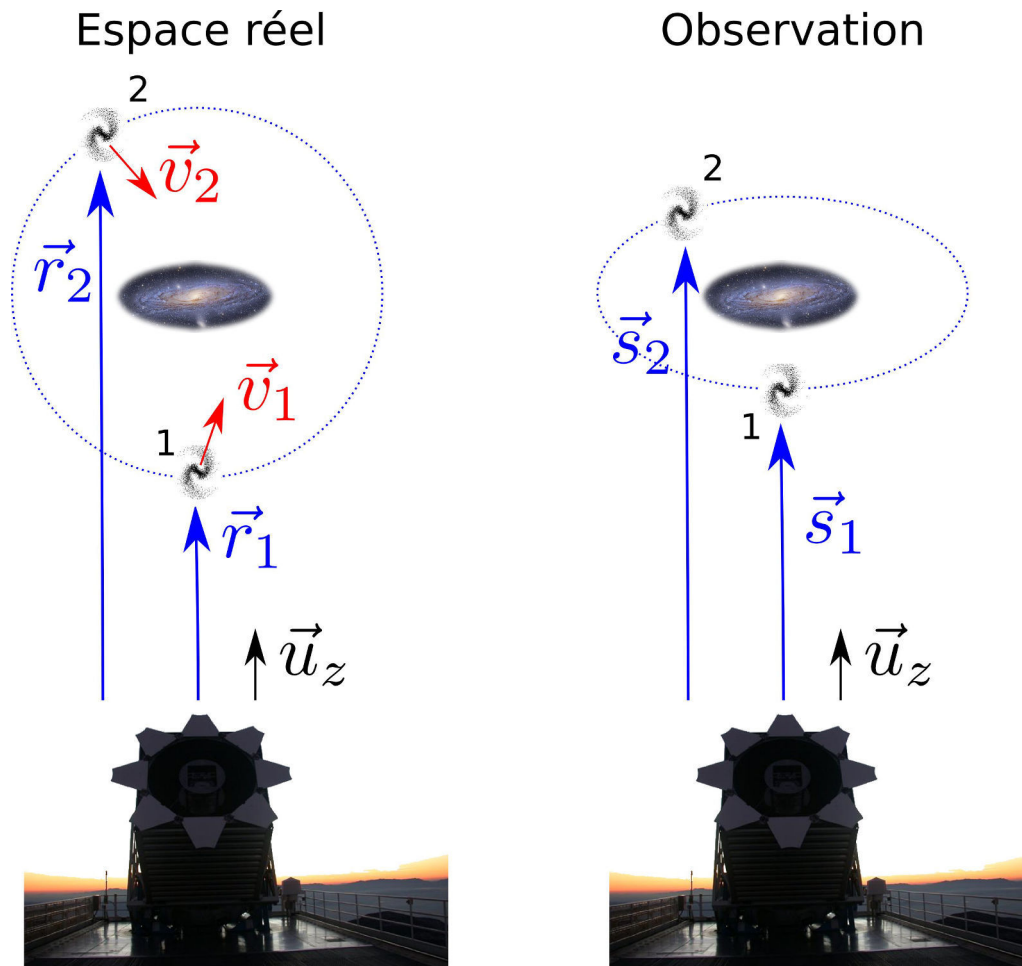 Espace réel
2
v⃗₂
r⃗₂
v⃗₁
1
r⃗₁
u⃗z
Observation
2
s⃗₂
1
s⃗₁
u⃗z